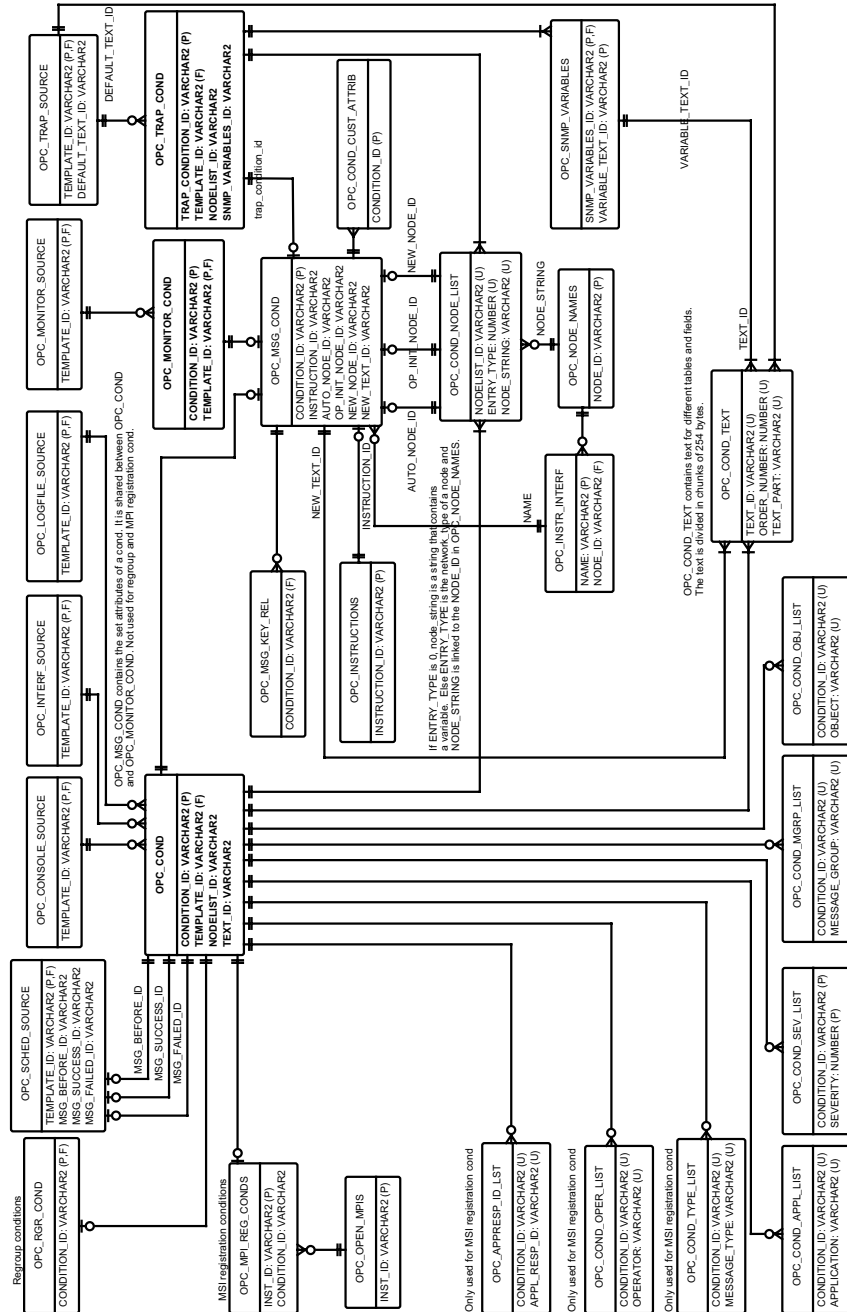 Regroup conditions
OPC_RGR_COND
CONDITION_ID: VARCHAR2 (P,F)
OPC_SCHED_SOURCE
TEMPLATE_ID: VARCHAR2 (P,F)
MSG_BEFORE_ID: VARCHAR2
MSG_SUCCESS_ID: VARCHAR2
MSG_FAILED_ID: VARCHAR2
OPC_CONSOLE_SOURCE
TEMPLATE_ID: VARCHAR2 (P,F)
OPC_INTERF_SOURCE
TEMPLATE_ID: VARCHAR2 (P,F)
OPC_LOGFILE_SOURCE
TEMPLATE_ID: VARCHAR2 (P,F)
OPC_MONITOR_SOURCE
TEMPLATE_ID: VARCHAR2 (P,F)
OPC_TRAP_SOURCE
TEMPLATE_ID: VARCHAR2 (P,F)
DEFAULT_TEXT_ID: VARCHAR2
DEFAULT_TEXT_ID
MSG_BEFORE_ID
MSG_SUCCESS_ID
MSG_FAILED_ID
OPC_MSG_COND contains the set attributes of a cond. It is shared between OPC_COND
and OPC_MONITOR_COND. Not used for regroup and MPI registration cond.
MSI registration conditions
OPC_MPI_REG_CONDS
INST_ID: VARCHAR2 (P)
CONDITION_ID: VARCHAR2
OPC_COND
CONDITION_ID: VARCHAR2 (P)
TEMPLATE_ID: VARCHAR2 (F)
NODELIST_ID: VARCHAR2
TEXT_ID: VARCHAR2
OPC_MONITOR_COND
CONDITION_ID: VARCHAR2 (P)
TEMPLATE_ID: VARCHAR2 (P,F)
OPC_TRAP_COND
TRAP_CONDITION_ID: VARCHAR2 (P)
TEMPLATE_ID: VARCHAR2 (F)
NODELIST_ID: VARCHAR2
SNMP_VARIABLES_ID: VARCHAR2
trap_condition_id
OPC_OPEN_MPIS
INST_ID: VARCHAR2 (P)
OPC_MSG_KEY_REL
CONDITION_ID: VARCHAR2 (F)
OPC_MSG_COND
CONDITION_ID: VARCHAR2 (P)
INSTRUCTION_ID: VARCHAR2
AUTO_NODE_ID: VARCHAR2
OP_INIT_NODE_ID: VARCHAR2
NEW_NODE_ID: VARCHAR2
NEW_TEXT_ID: VARCHAR2
OPC_COND_CUST_ATTRIB
CONDITION_ID (P)
NEW_TEXT_ID
INSTRUCTION_ID
OPC_INSTRUCTIONS
INSTRUCTION_ID: VARCHAR2 (P)
AUTO_NODE_ID
OP_INIT_NODE_ID
NEW_NODE_ID
If ENTRY_TYPE is 0, node_string is a string that contains
a variable. Else ENTRY_TYPE is the network_type of a node and
NODE_STRING is linked to the NODE_ID in OPC_NODE_NAMES.
OPC_COND_NODE_LIST
NODELIST_ID: VARCHAR2 (U)
ENTRY_TYPE: NUMBER (U)
NODE_STRING: VARCHAR2 (U)
NAME
NODE_STRING
Only used for MSI registration cond
OPC_APPRESP_ID_LST
CONDITION_ID: VARCHAR2 (U)
APPL_RESP_ID: VARCHAR2 (U)
OPC_INSTR_INTERF
NAME: VARCHAR2 (P)
NODE_ID: VARCHAR2 (F)
OPC_NODE_NAMES
NODE_ID: VARCHAR2 (P)
OPC_SNMP_VARIABLES
SNMP_VARIABLES_ID: VARCHAR2 (P,F)
VARIABLE_TEXT_ID: VARCHAR2 (P)
VARIABLE_TEXT_ID
Only used for MSI registration cond
OPC_COND_OPER_LIST
CONDITION_ID: VARCHAR2 (U)
OPERATOR: VARCHAR2 (U)
OPC_COND_TEXT contains text for different tables and fields.
The text is divided in chunks of 254 bytes.
TEXT_ID
Only used for MSI registration cond
OPC_COND_TYPE_LIST
CONDITION_ID: VARCHAR2 (U)
MESSAGE_TYPE: VARCHAR2 (U)
OPC_COND_TEXT
TEXT_ID: VARCHAR2 (U)
ORDER_NUMBER: NUMBER (U)
TEXT_PART: VARCHAR2 (U)
OPC_COND_APPL_LIST
CONDITION_ID: VARCHAR2 (U)
APPLICATION: VARCHAR2 (U)
OPC_COND_SEV_LIST
CONDITION_ID: VARCHAR2 (P)
SEVERITY: NUMBER (P)
OPC_COND_MGRP_LIST
CONDITION_ID: VARCHAR2 (U)
MESSAGE_GROUP: VARCHAR2 (U)
OPC_COND_OBJ_LIST
CONDITION_ID: VARCHAR2 (U)
OBJECT: VARCHAR2 (U)